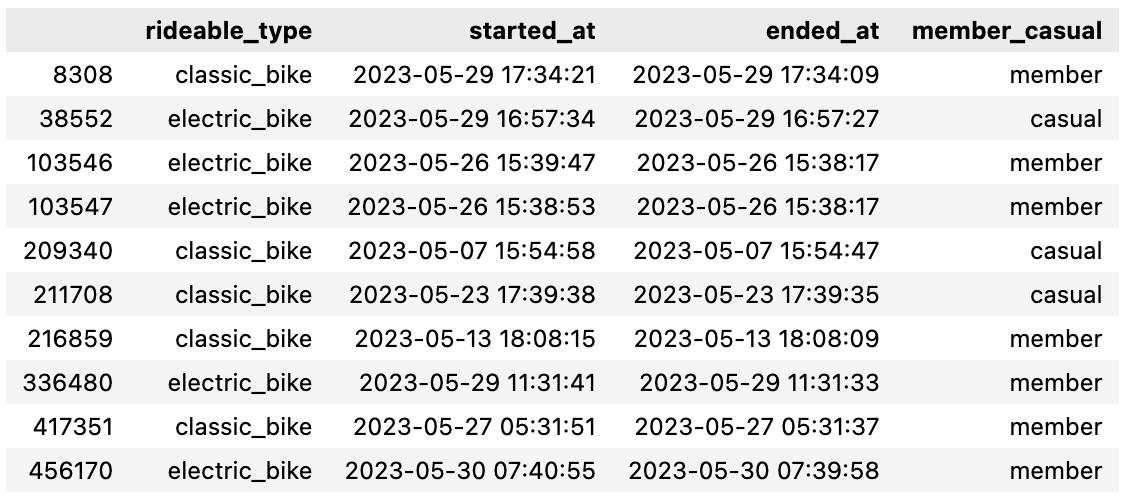 rideable_type started_at ended_at member_casual
8308 classic_bike 2023-05-29 17:34:21 2023-05-29 17:34:09 member
38552 electric_bike 2023-05-29 16:57:34 2023-05-29 16:57:27 casual
103546 electric_bike 2023-05-26 15:39:47 2023-05-26 15:38:17 member
103547 electric_bike 2023-05-26 15:38:53 2023-05-26 15:38:17 member
209340 classic_bike 2023-05-07 15:54:58 2023-05-07 15:54:47 casual
211708 classic_bike 2023-05-23 17:39:38 2023-05-23 17:39:35 casual
216859 classic_bike 2023-05-13 18:08:15 2023-05-13 18:08:09 member
336480 electric_bike 2023-05-29 11:31:41 2023-05-29 11:31:33 member
417351 classic_bike 2023-05-27 05:31:51 2023-05-27 05:31:37 member
456170 electric_bike 2023-05-30 07:40:55 2023-05-30 07:39:58 member